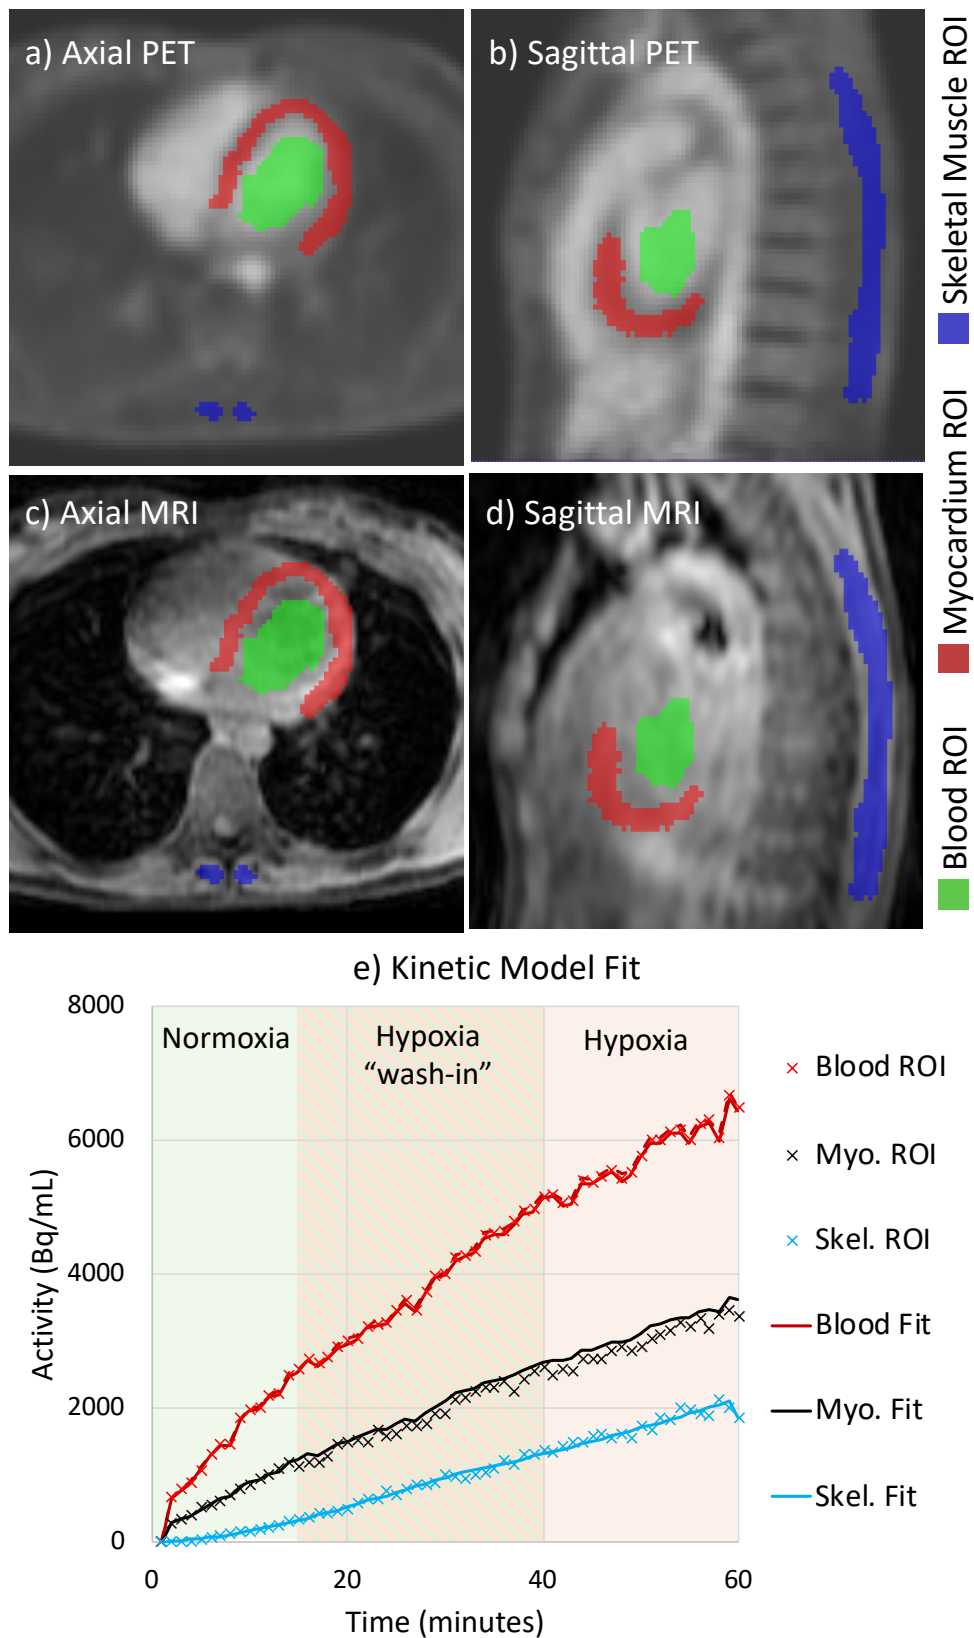 a) Axial PET
b) Sagittal PET
c) Axial MRI
d) Sagittal MRI
Skeletal Muscle ROI
Myocardium ROI
Blood ROI
e) Kinetic Model Fit
8000
6000
4000
2000
0
Activity (Bq/mL)
Normoxia
Hypoxia
“wash-in”
Hypoxia
0
20
40
60
Time (minutes)
Blood ROI
Myo. ROI
Skel. ROI
Blood Fit
Myo. Fit
Skel. Fit